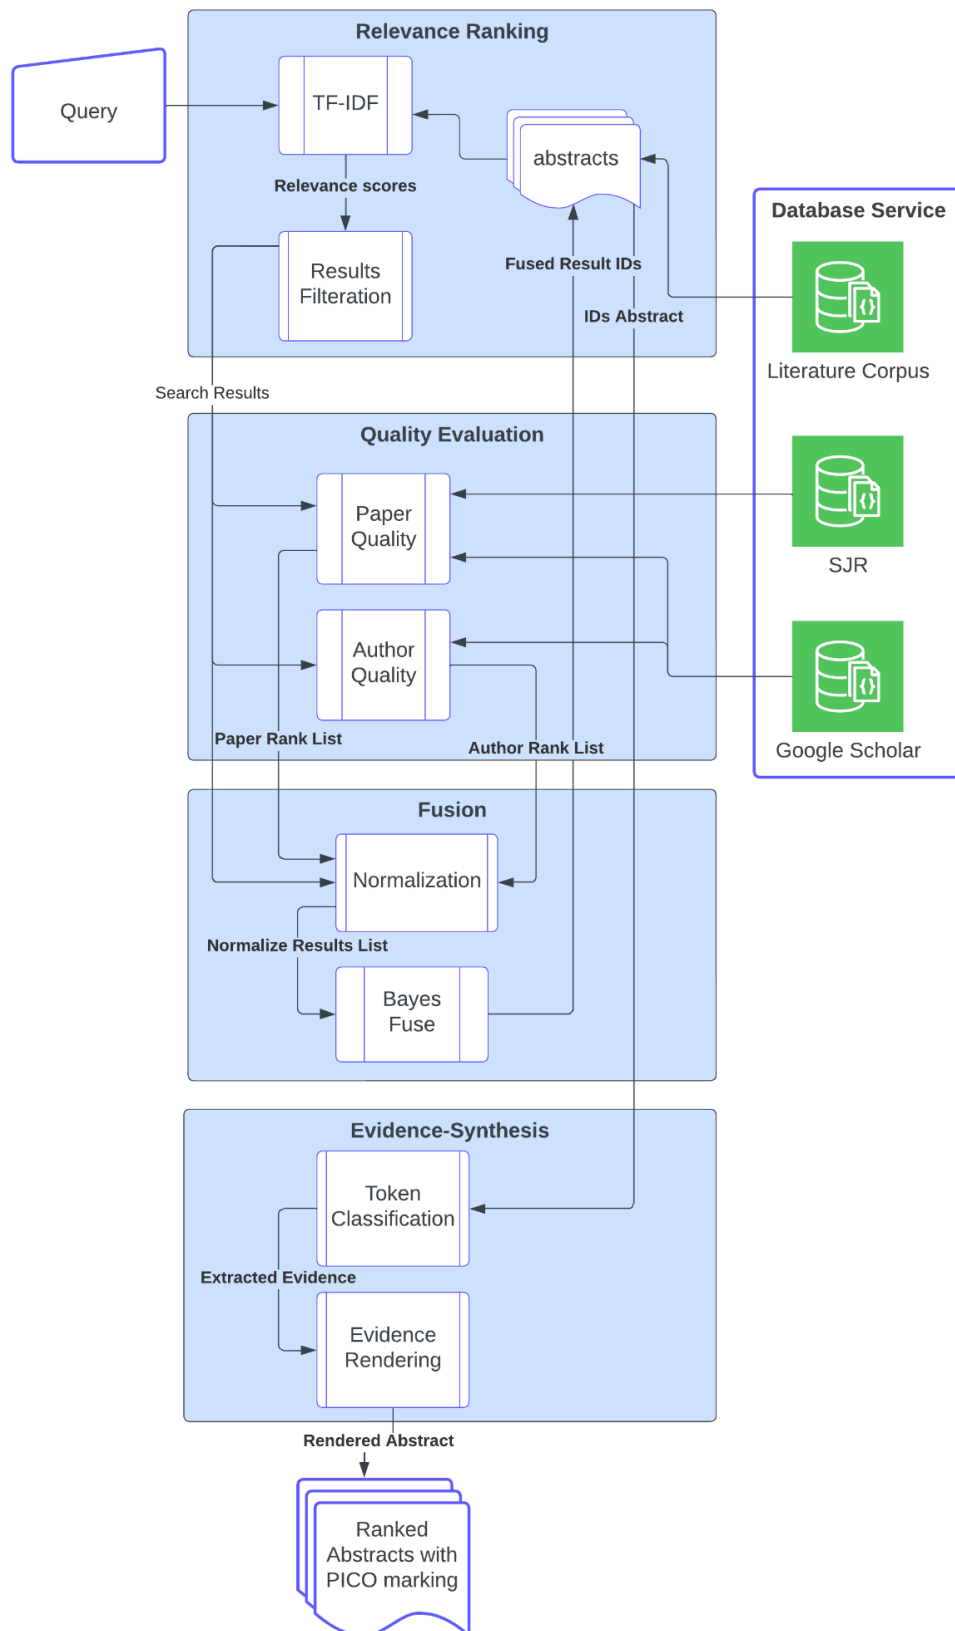 Relevance Ranking
Query
TF-IDF
abstracts
Relevance scores
Results
Filteration
Fused Result IDs
IDs Abstract
Database Service
Literature Corpus
SJR
Google Scholar
Search Results
Quality Evaluation
Paper
Quality
Author
Quality
Paper Rank List
Author Rank List
Fusion
Normalization
Normalize Results List
Bayes
Fuse
Evidence-Synthesis
Token
Classification
Extracted Evidence
Evidence
Rendering
Rendered Abstract
Ranked
Abstracts with
PICO marking